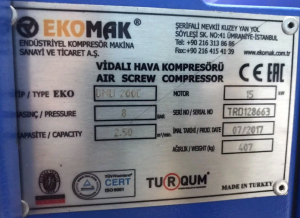 EKOMAK®
ENDÜSTRİYEL KOMPRESÖR MAKİNA
SANAYİ VE TİCARET A.Ş.
ŞERİFALİ MEVKİİ KUZEY YAN YOL
SÖYLEŞİ SK. NO:41 ÜMRANİYE-İSTANBUL
Tel: +90 216 313 86 86
Fax:+90 216 415 41 39
www.ekomak.com.tr
VİDALI HAVA KOMPRESÖRÜ
AIR SCREW COMPRESSOR
CE EAC
TİP / TYPE EKO
MOTOR 15 kW
BASINÇ / PRESSURE 8 bar
SERİ NO / SERIAL NO TR0128663
KAPASİTE / CAPACITY 2.50 m³/min
İMAL TARİHİ / PROD. DATE 07/2017
AĞIRLIK / WEIGHT (kg) 407
CERT
ISO 9001
TURQUM®
MADE IN TURKEY